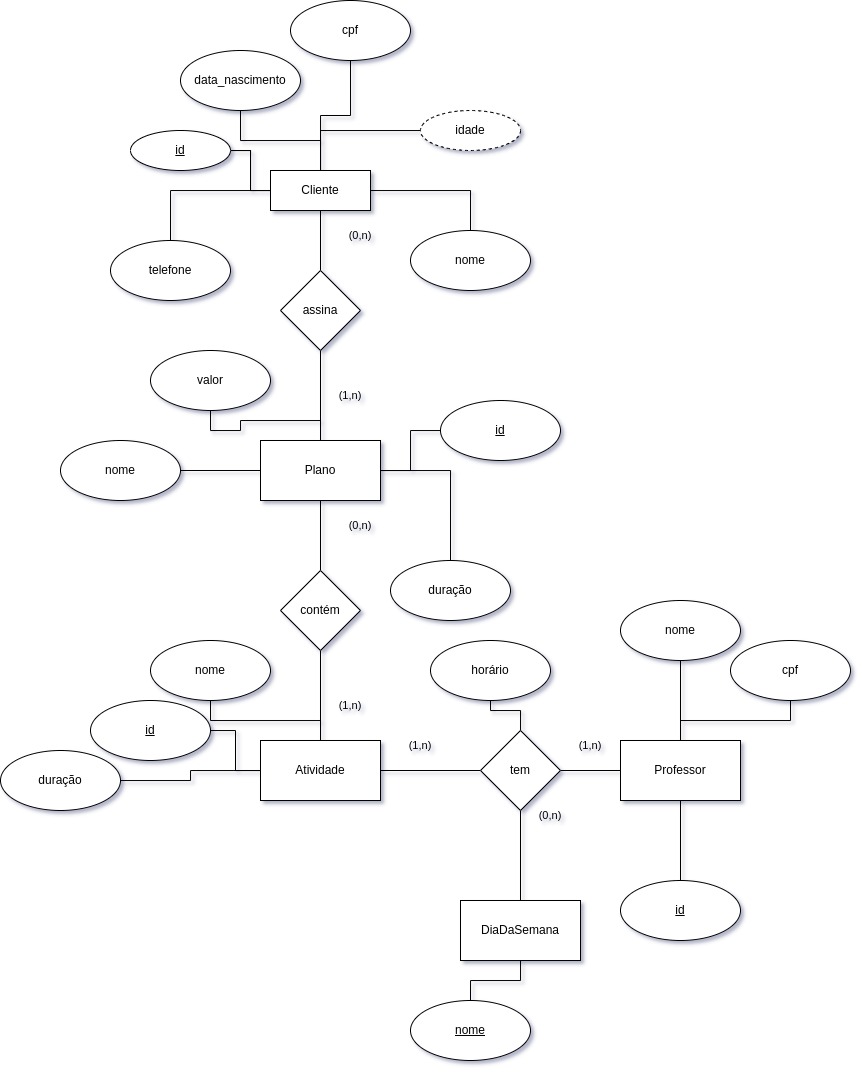 cpf
data_nascimento
idade
id
Cliente
(0,n)
telefone
nome
assina
valor
(1,n)
id
nome
Plano
(0,n)
duração
contém
nome
nome
horário
cpf
(1,n)
id
(1,n)
(1,n)
duração
Atividade
tem
Professor
(0,n)
id
DiaDaSemana
nome